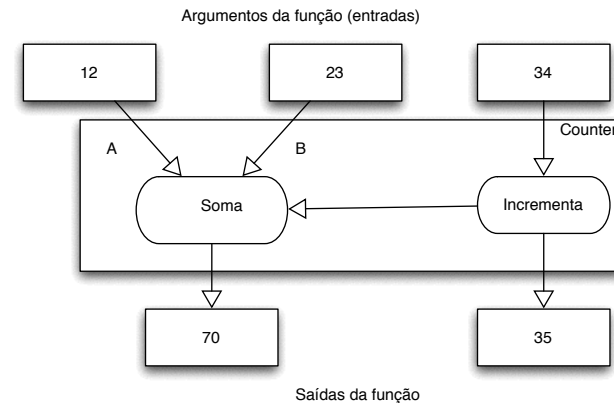 Argumentos da função (entradas)
12
23
34
Counter
A
B
Soma
Incrementa
70
35
Saídas da função